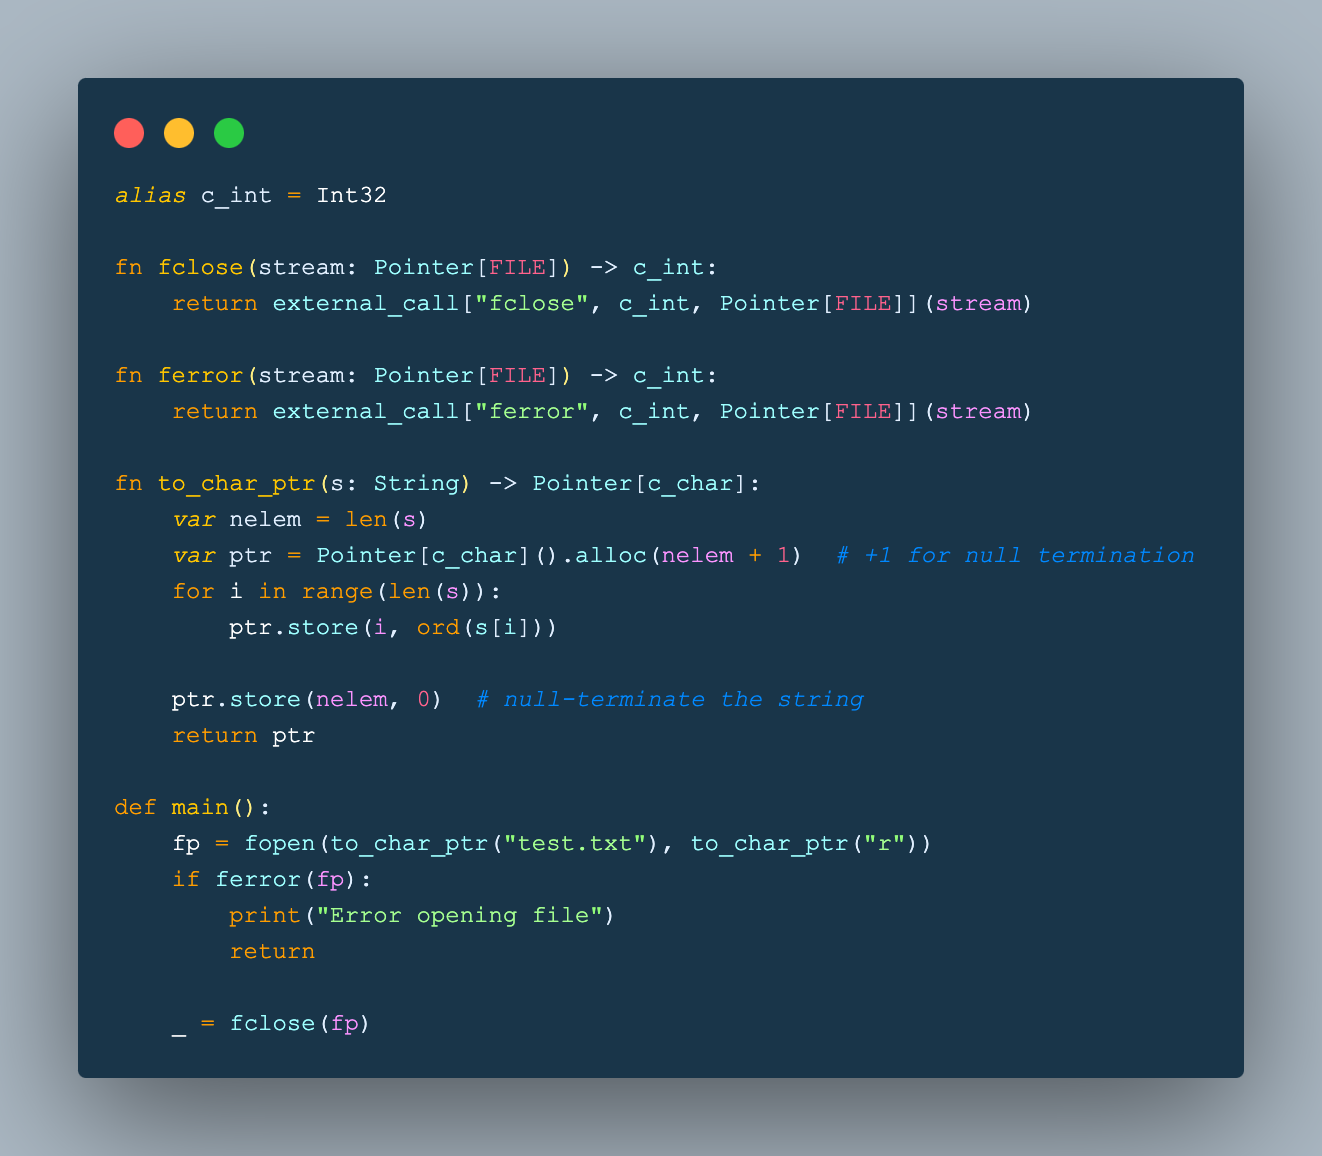 alias c_int = Int32

fn fclose(stream: Pointer[FILE]) -> c_int:
    return external_call["fclose", c_int, Pointer[FILE]](stream)

fn ferror(stream: Pointer[FILE]) -> c_int:
    return external_call["ferror", c_int, Pointer[FILE]](stream)

fn to_char_ptr(s: String) -> Pointer[c_char]:
    var nelem = len(s)
    var ptr = Pointer[c_char]().alloc(nelem + 1)  # +1 for null termination
    for i in range(len(s)):
        ptr.store(i, ord(s[i]))

    ptr.store(nelem, 0)  # null-terminate the string
    return ptr

def main():
    fp = fopen(to_char_ptr("test.txt"), to_char_ptr("r"))
    if ferror(fp):
        print("Error opening file")
        return

    _ = fclose(fp)